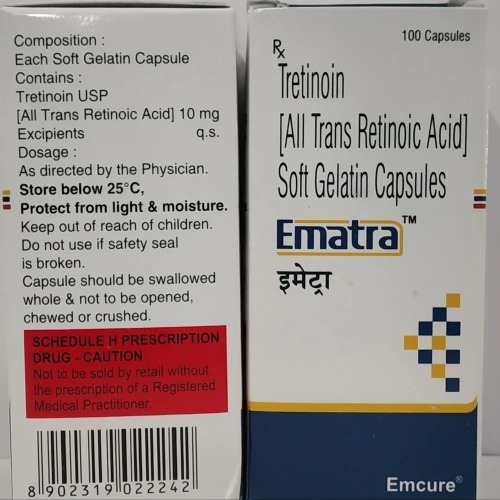 Composition :
Each Soft Gelatin Capsule
Contains :
Tretinoin USP
[All Trans Retinoic Acid] 10 mg
Excipients q.s.
Dosage :
As directed by the Physician.
Store below 25°C,
Protect from light & moisture.
Keep out of reach of children.
Do not use if safety seal
is broken.
Capsule should be swallowed
whole & not to be opened,
chewed or crushed.
SCHEDULE H PRESCRIPTION
DRUG - CAUTION
Not to be sold by retail without
the prescription of a Registered
Medical Practitioner.
8 902319 022242
100 Capsules
Rx
Tretinoin
[All Trans Retinoic Acid]
Soft Gelatin Capsules
Ematra™
इमेट्रा
Emcure®